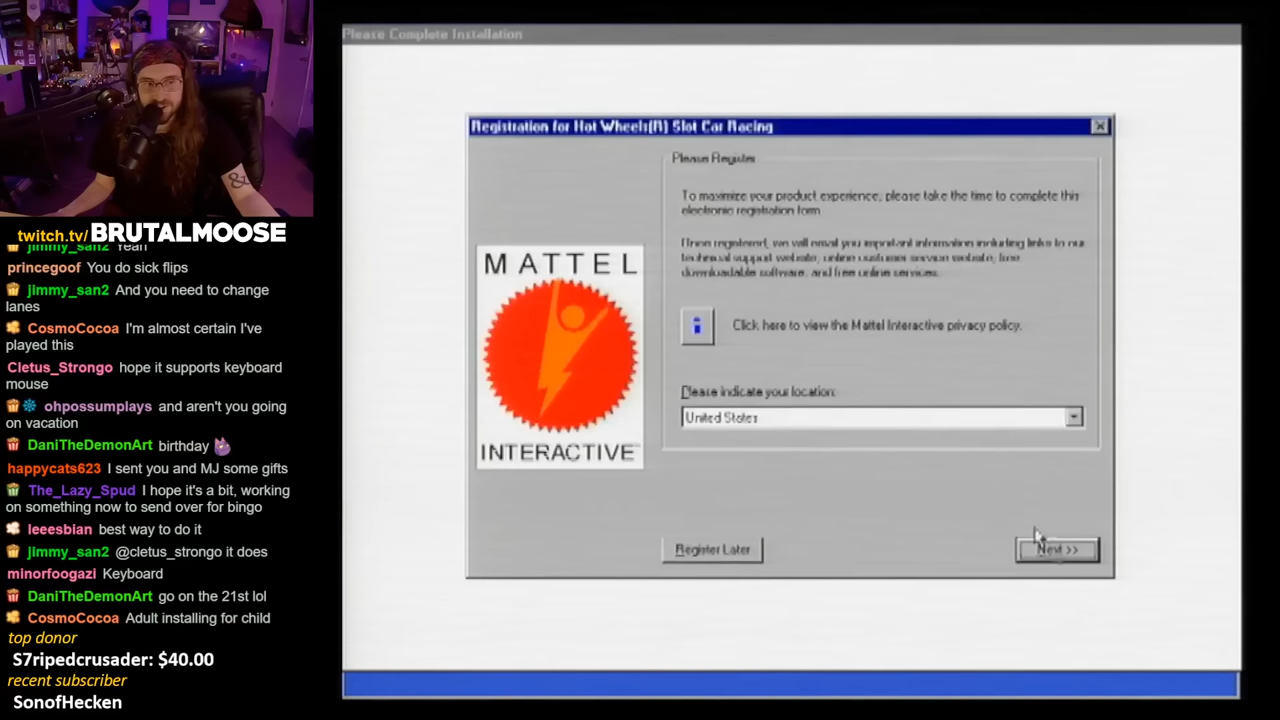 twitch.tv/BRUTALMOOSE
jimmy_san2 Yeah
princegoof You do sick flips
jimmy_san2 And you need to change
lanes
CosmoCocoa I'm almost certain I've
played this
Cletus_Strongo hope it supports keyboard
mouse
ohpossumplays and aren't you going
on vacation
DaniTheDemonArt birthday
happycats623 I sent you and MJ some gifts
The_Lazy_Spud I hope it's a bit, working
on something now to send over for bingo
leeesbian best way to do it
jimmy_san2 @cletus_strongo it does
minorfoogazi Keyboard
DaniTheDemonArt go on the 21st lol
CosmoCocoa Adult installing for child
top donor
S7ripedcrusader: $40.00
recent subscriber
SonofHecken
Please Complete Installation
Registration for Hot Wheels(R) Slot Car Racing
Please Register
To maximize your product experience, please take the time to complete this
electronic registration form.
Upon registered, we will email you important information including links to our
technical support website, online customer service website, free
downloadable software, and free online services.
Click here to view the Mattel Interactive privacy policy.
Please indicate your location:
United States
MATTEL
INTERACTIVE
Register Later
Next >>